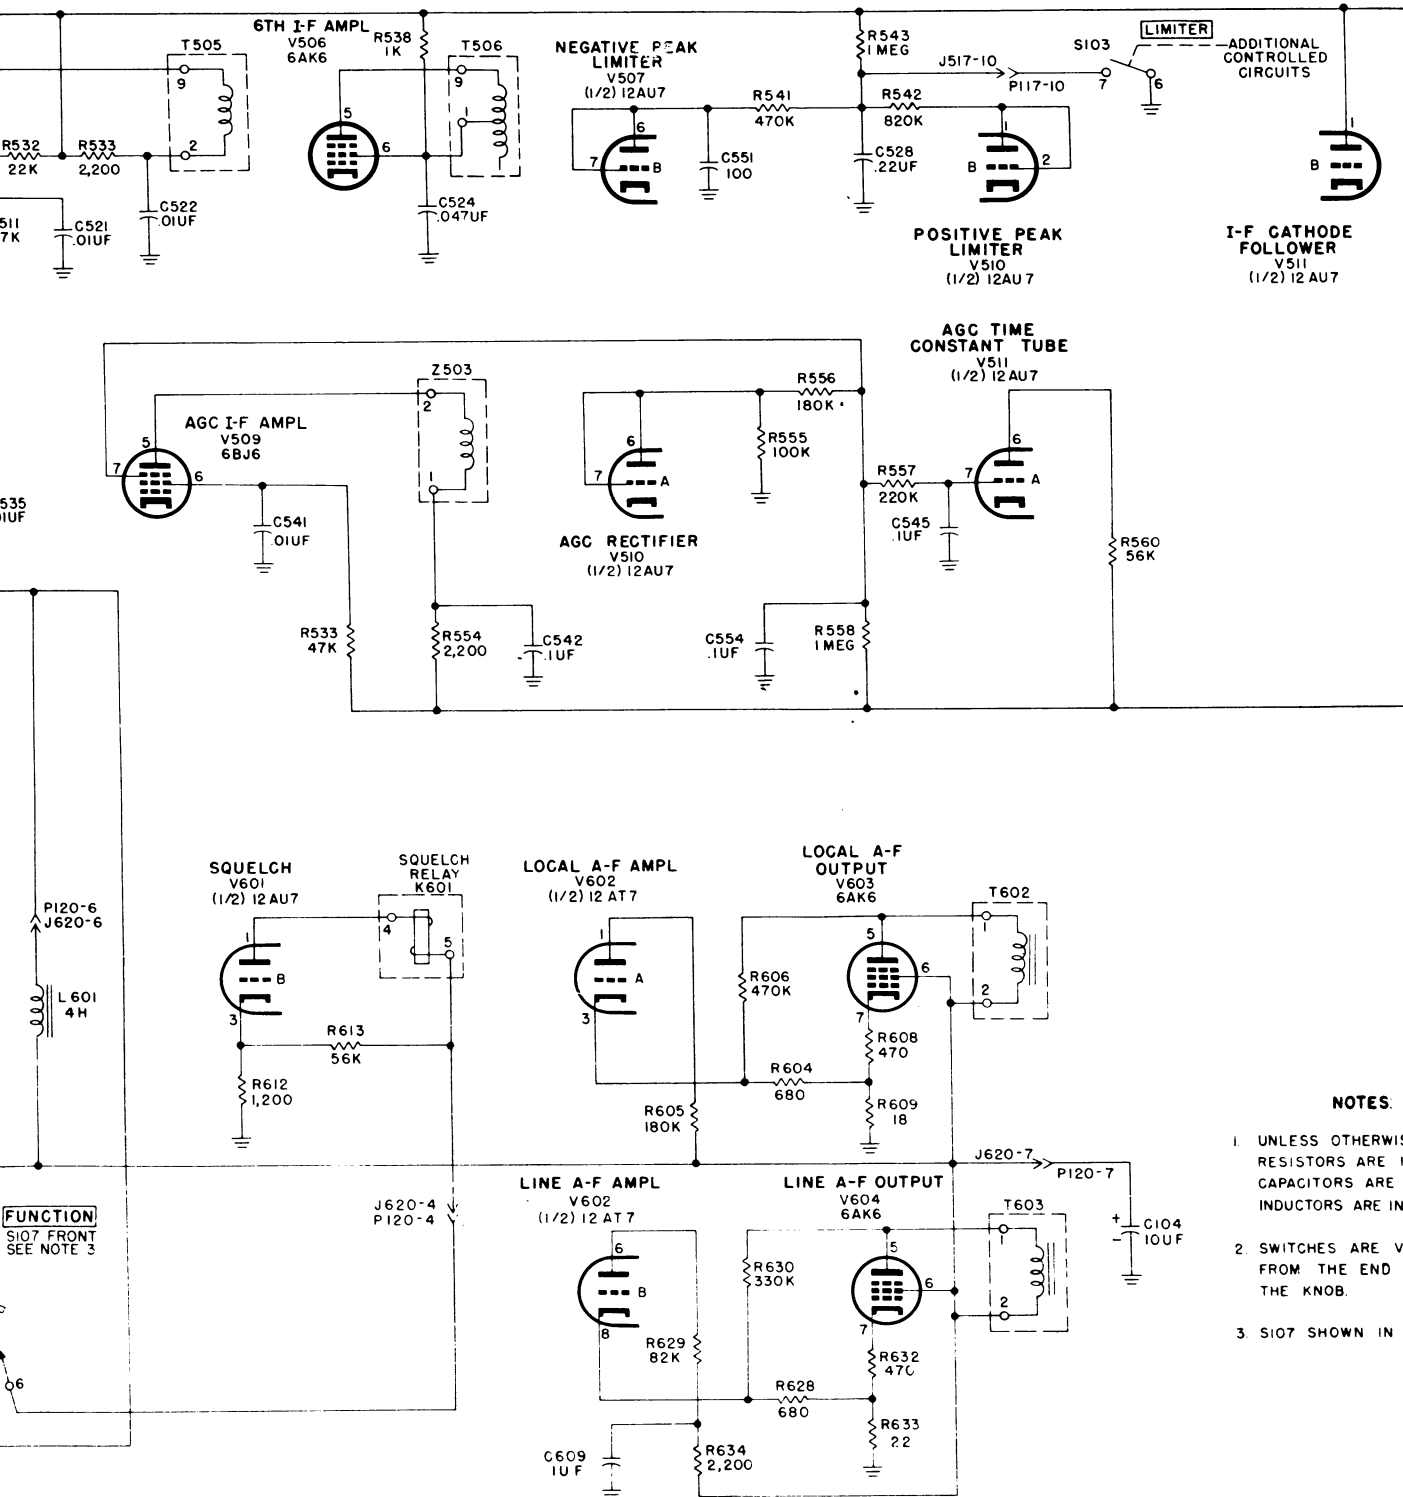 6TH I-F AMPL
V506
6AK6
T505
9
2
R532
22K
R533
2,200
C522
.01UF
511
7K
C521
.01UF
R538
1K
5
6
T506
9
1
C524
.047UF
NEGATIVE PEAK
LIMITER
V507
(1/2) 12AU7
6
7
B
C551
100
R541
470K
R543
1 MEG
R542
820K
C528
.22UF
J517-10
P117-10
S103
7
6
LIMITER
ADDITIONAL
CONTROLLED
CIRCUITS
1
B
2
POSITIVE PEAK
LIMITER
V510
(1/2) 12AU7
1
B
I-F CATHODE
FOLLOWER
V511
(1/2) 12AU7
AGC I-F AMPL
V509
6BJ6
5
7
6
Z503
2
1
C541
.01UF
535
01UF
R533
47K
R554
2,200
C542
.1UF
6
7
A
AGC RECTIFIER
V510
(1/2) 12AU7
R556
180K
R555
100K
AGC TIME
CONSTANT TUBE
V511
(1/2) 12AU7
6
7
A
R557
220K
C545
.1UF
R560
56K
C554
.1UF
R558
1 MEG
P120-6
J620-6
L601
4H
SQUELCH
V601
(1/2) 12AU7
1
B
3
SQUELCH
RELAY
K601
4
5
R613
56K
R612
1,200
LOCAL A-F AMPL
V602
(1/2) 12AT7
1
A
3
LOCAL A-F
OUTPUT
V603
6AK6
5
6
7
T602
1
2
R606
470K
R608
470
R604
680
R609
18
R605
180K
J620-7
P120-7
C104
10UF
+
-
J620-4
P120-4
FUNCTION
S107 FRONT
SEE NOTE 3
6
LINE A-F AMPL
V602
(1/2) 12AT7
6
B
8
LINE A-F OUTPUT
V604
6AK6
5
6
7
T603
1
2
R630
330K
R629
82K
R632
470
R628
680
R633
22
C609
1UF
R634
2,200
NOTES:
1. UNLESS OTHERWIS
RESISTORS ARE
CAPACITORS ARE
INDUCTORS ARE IN
2. SWITCHES ARE V
FROM THE END
THE KNOB.
3. S107 SHOWN IN